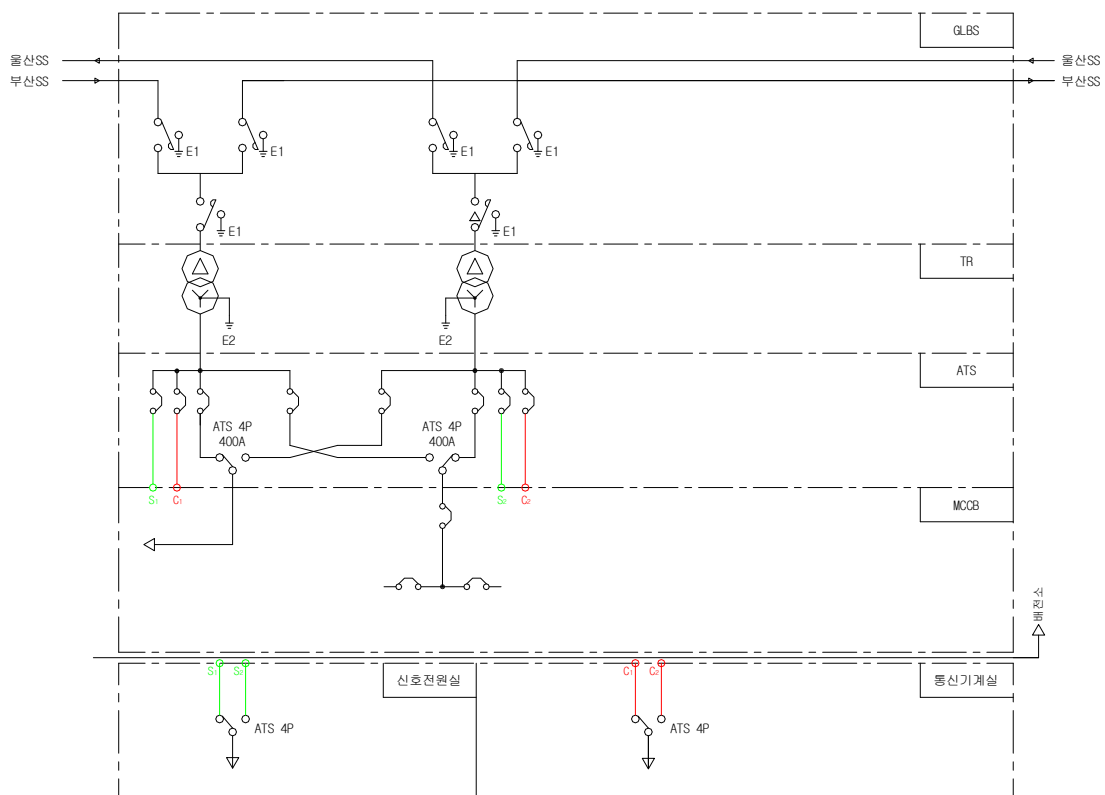 GLBS
울산SS
울산SS
부산SS
부산SS
E1
E1
E1
E1
E1
E1
TR
E2
E2
ATS
ATS 4P
400A
ATS 4P
400A
S1
C1
S2
C2
MCCB
배전소
S1
S2
신호전원실
C1
C2
통신기계실
ATS 4P
ATS 4P